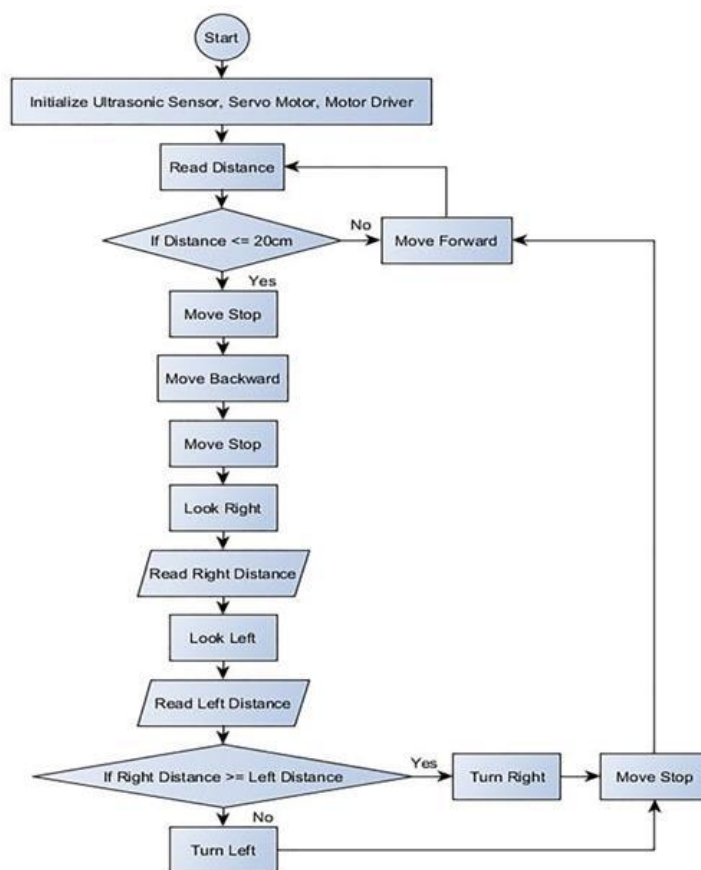 Start
Initialize Ultrasonic Sensor, Servo Motor, Motor Driver
Read Distance
If Distance <= 20cm
No
Move Forward
Yes
Move Stop
Move Backward
Move Stop
Look Right
Read Right Distance
Look Left
Read Left Distance
If Right Distance >= Left Distance
Yes
Turn Right
Move Stop
No
Turn Left